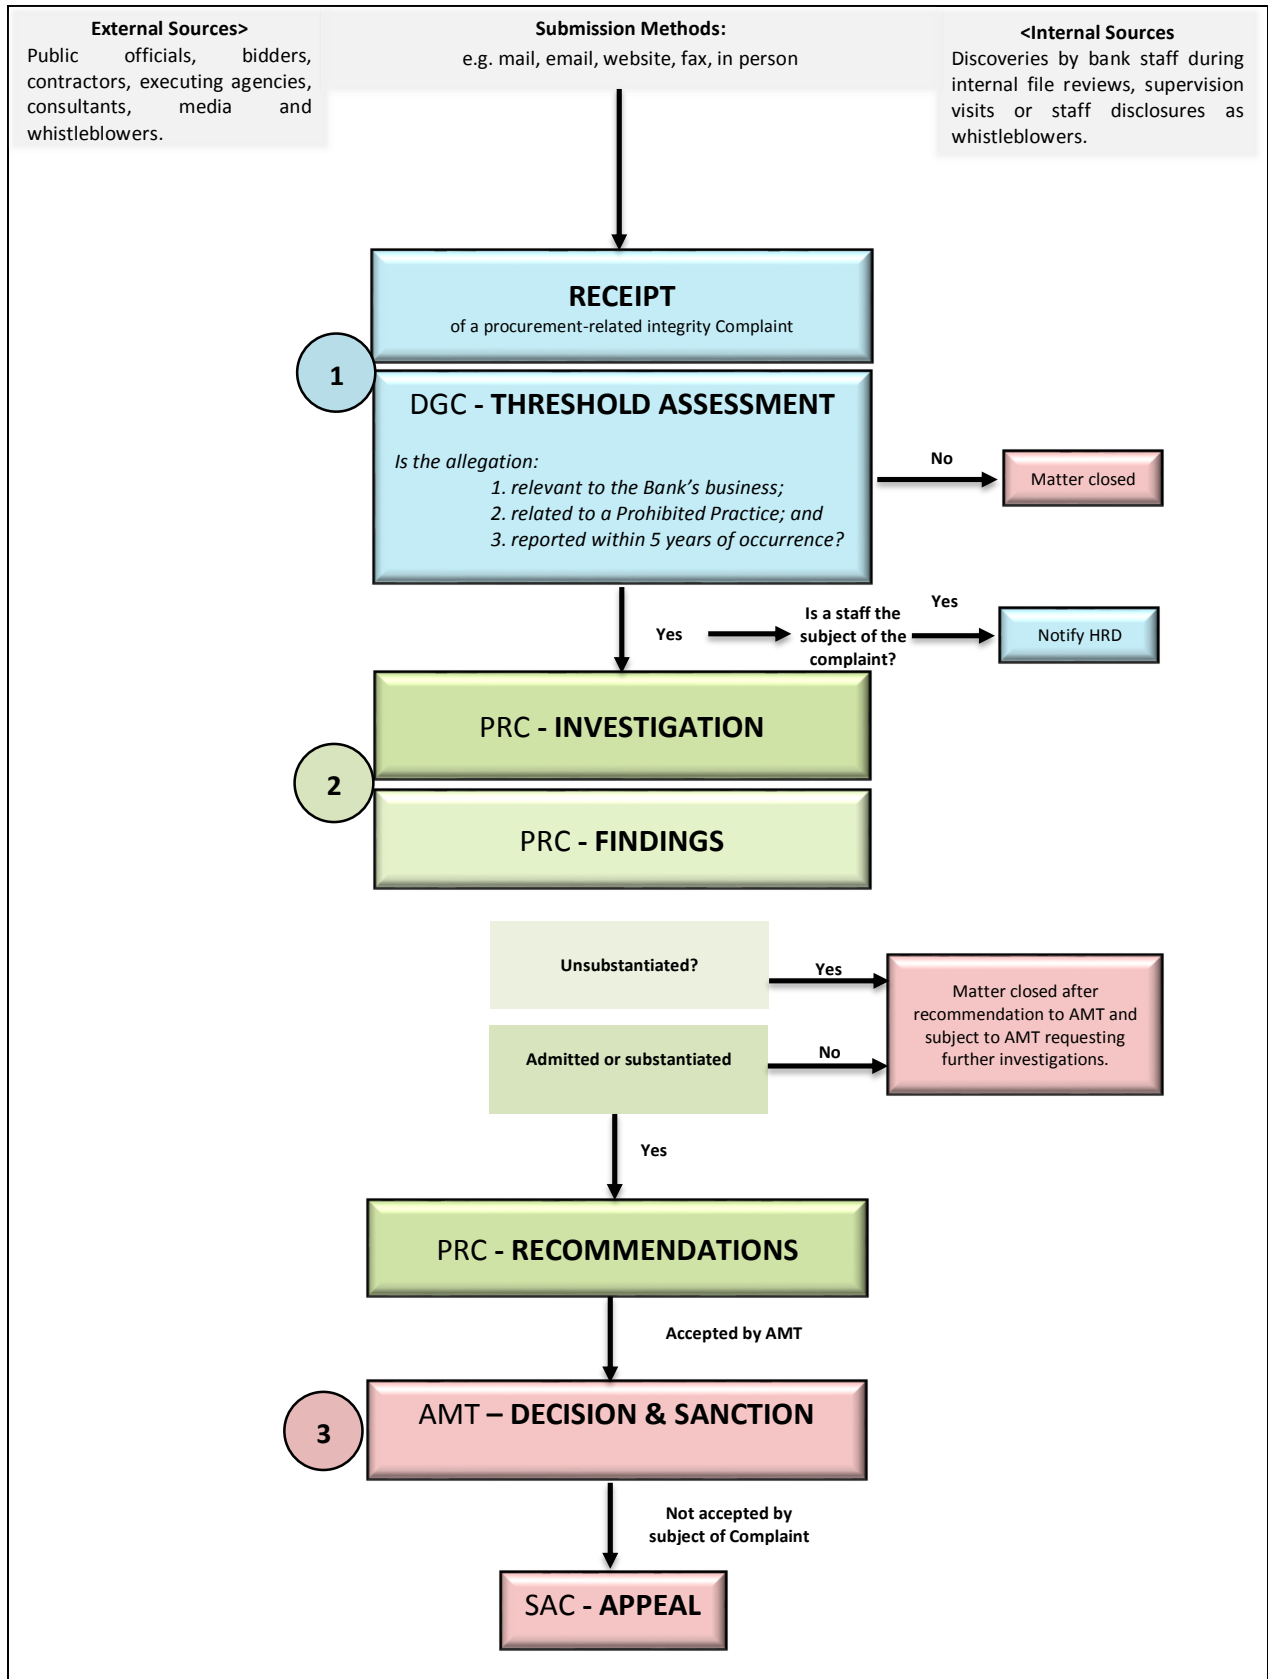 External Sources>
Public officials, bidders,
contractors, executing agencies,
consultants, media and
whistleblowers.
Submission Methods:
e.g. mail, email, website, fax, in person
<Internal Sources
Discoveries by bank staff during
internal file reviews, supervision
visits or staff disclosures as
whistleblowers.
RECEIPT
of a procurement-related integrity Complaint
1
DGC - THRESHOLD ASSESSMENT
Is the allegation:
1. relevant to the Bank's business;
2. related to a Prohibited Practice; and
3. reported within 5 years of occurrence?
No
Matter closed
Yes
Is a staff the
subject of the
complaint?
Yes
Notify HRD
PRC - INVESTIGATION
2
PRC - FINDINGS
Unsubstantiated?
Yes
Matter closed after
recommendation to AMT and
subject to AMT requesting
further investigations.
Admitted or substantiated
No
Yes
PRC - RECOMMENDATIONS
Accepted by AMT
3
AMT – DECISION & SANCTION
Not accepted by
subject of Complaint
SAC - APPEAL